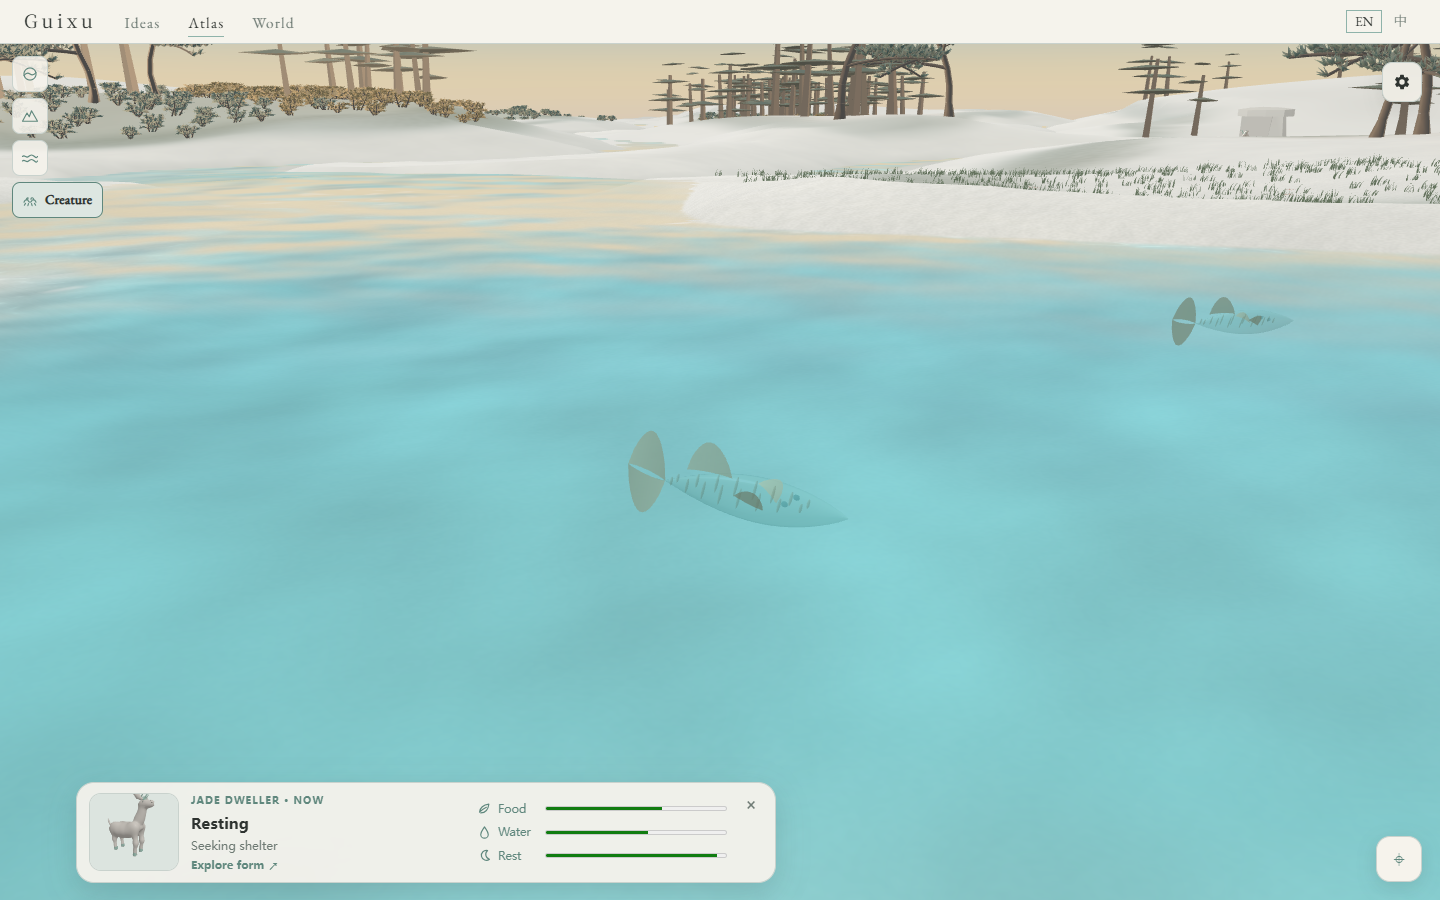 Guixu
Ideas
Atlas
World
EN
中
Creature
JADE DWELLER • NOW
Resting
Seeking shelter
Explore form ↗
Food
Water
Rest